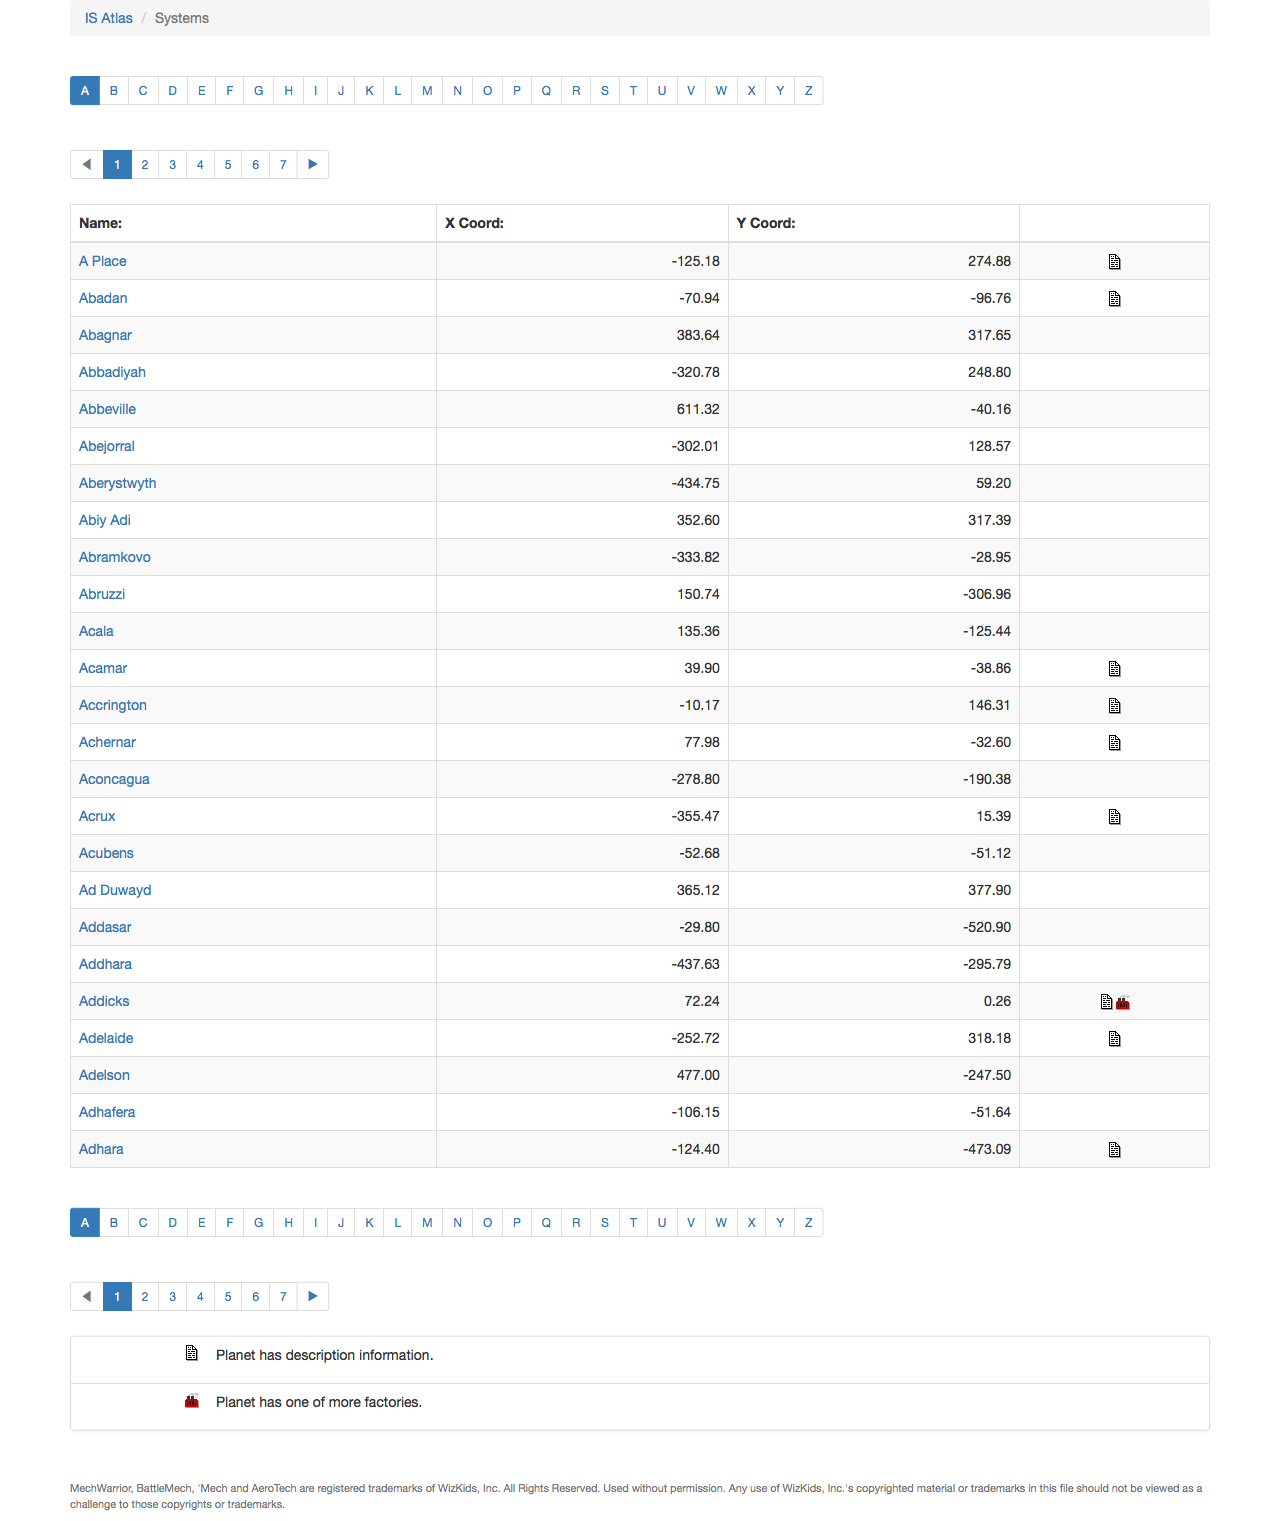 IS Atlas / Systems
A B C D E F G H I J K L M N O P Q R S T U V W X Y Z
◀ 1 2 3 4 5 6 7 ▶
Name: X Coord: Y Coord:
A Place -125.18 274.88
Abadan -70.94 -96.76
Abagnar 383.64 317.65
Abbadiyah -320.78 248.80
Abbeville 611.32 -40.16
Abejorral -302.01 128.57
Aberystwyth -434.75 59.20
Abiy Adi 352.60 317.39
Abramkovo -333.82 -28.95
Abruzzi 150.74 -306.96
Acala 135.36 -125.44
Acamar 39.90 -38.86
Accrington -10.17 146.31
Achernar 77.98 -32.60
Aconcagua -278.80 -190.38
Acrux -355.47 15.39
Acubens -52.68 -51.12
Ad Duwayd 365.12 377.90
Addasar -29.80 -520.90
Addhara -437.63 -295.79
Addicks 72.24 0.26
Adelaide -252.72 318.18
Adelson 477.00 -247.50
Adhafera -106.15 -51.64
Adhara -124.40 -473.09
A B C D E F G H I J K L M N O P Q R S T U V W X Y Z
◀ 1 2 3 4 5 6 7 ▶
Planet has description information.
Planet has one of more factories.
MechWarrior, BattleMech, 'Mech and AeroTech are registered trademarks of WizKids, Inc. All Rights Reserved. Used without permission. Any use of WizKids, Inc.'s copyrighted material or trademarks in this file should not be viewed as a
challenge to those copyrights or trademarks.